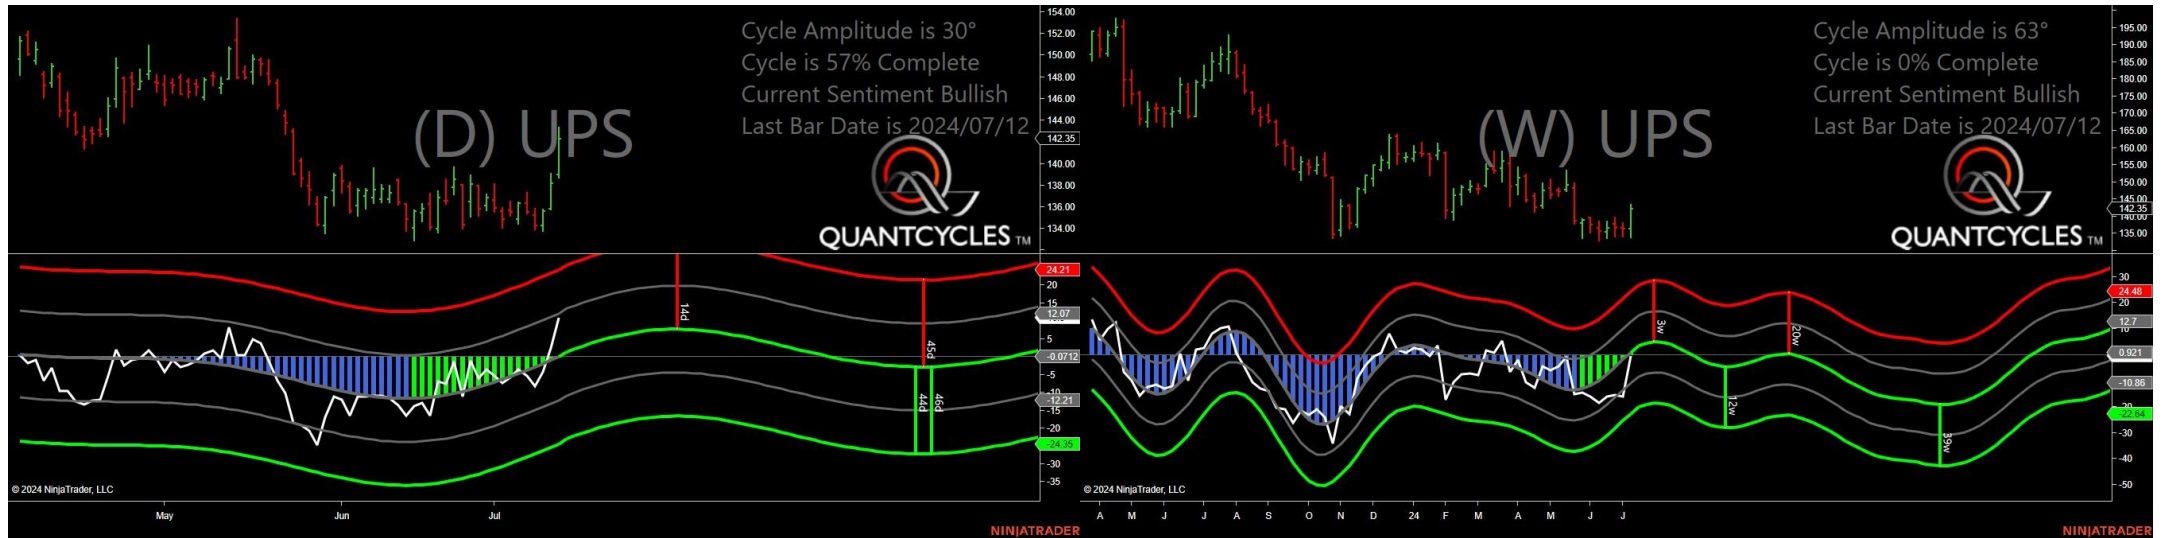 Cycle Amplitude is 30°
Cycle is 57% Complete
Current Sentiment Bullish
Last Bar Date is 2024/07/12
(D) UPS
QUANTCYCLES TM
154.00
152.00
150.00
148.00
146.00
144.00
142.35
140.00
138.00
136.00
134.00
24.21
20
15
12.07
5
-0.0712
-5
-12.21
-15
-20
-24.35
-30
-35
14d
45d
44d
46d
© 2024 NinjaTrader, LLC
May
Jun
Jul
NINJATRADER
Cycle Amplitude is 63°
Cycle is 0% Complete
Current Sentiment Bullish
Last Bar Date is 2024/07/12
(W) UPS
QUANTCYCLES TM
195.00
190.00
185.00
180.00
175.00
170.00
165.00
160.00
155.00
150.00
145.00
142.35
140.00
135.00
30
24.48
20
12.7
10
0.921
-10.86
-22.64
-30
-40
-50
3w
20w
12w
39w
© 2024 NinjaTrader, LLC
A M J J A S O N D 24 F M A M J J
NINJATRADER